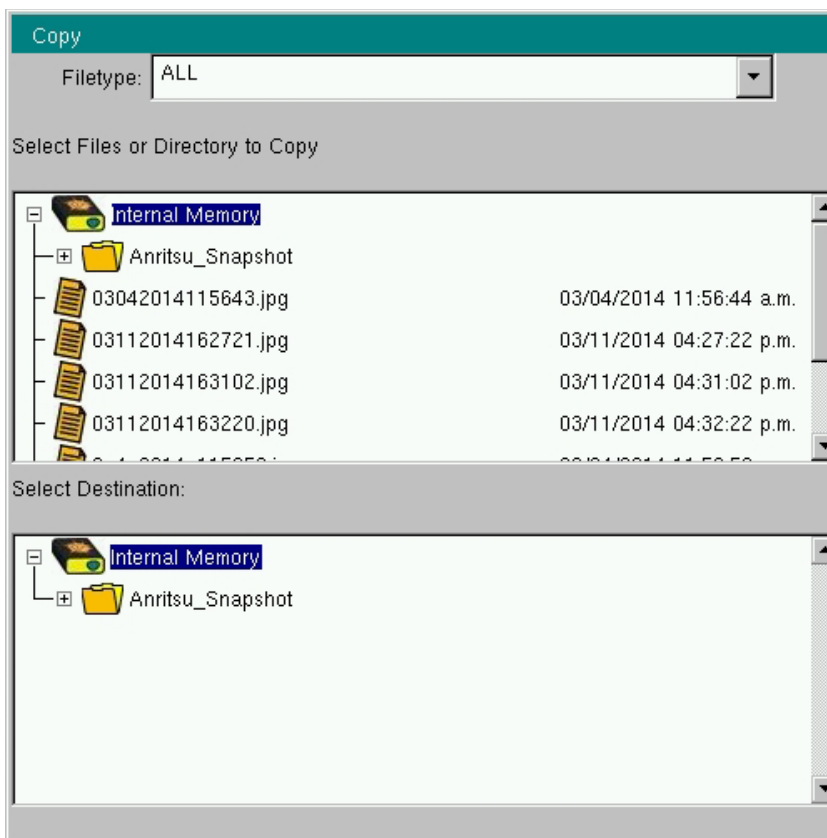 Copy
Filetype: ALL
Select Files or Directory to Copy
Internal Memory
Anritsu_Snapshot
03042014115643.jpg 03/04/2014 11:56:44 a.m.
03112014162721.jpg 03/11/2014 04:27:22 p.m.
03112014163102.jpg 03/11/2014 04:31:02 p.m.
03112014163220.jpg 03/11/2014 04:32:22 p.m.
Select Destination:
Internal Memory
Anritsu_Snapshot